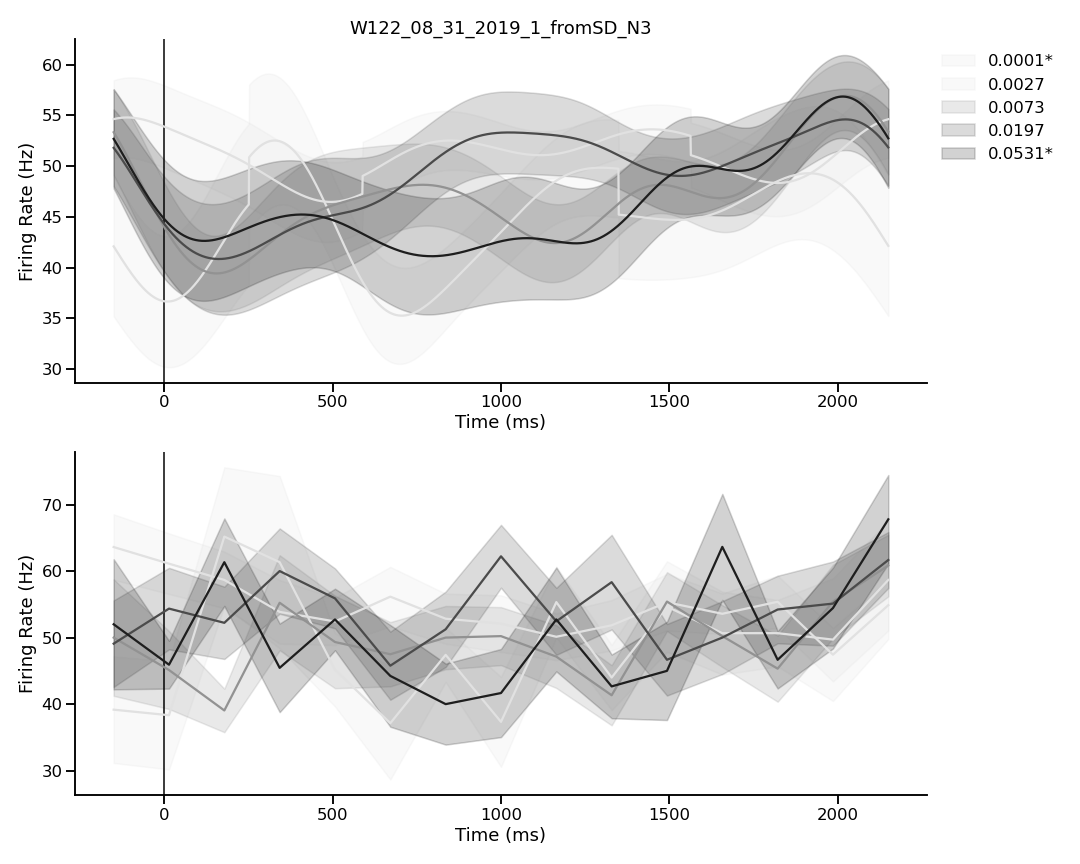 W122_08_31_2019_1_fromSD_N3
60
55
50
45
40
35
30
Firing Rate (Hz)
0 500 1000 1500 2000
Time (ms)
0.0001*
0.0027
0.0073
0.0197
0.0531*
70
60
50
40
30
Firing Rate (Hz)
0 500 1000 1500 2000
Time (ms)